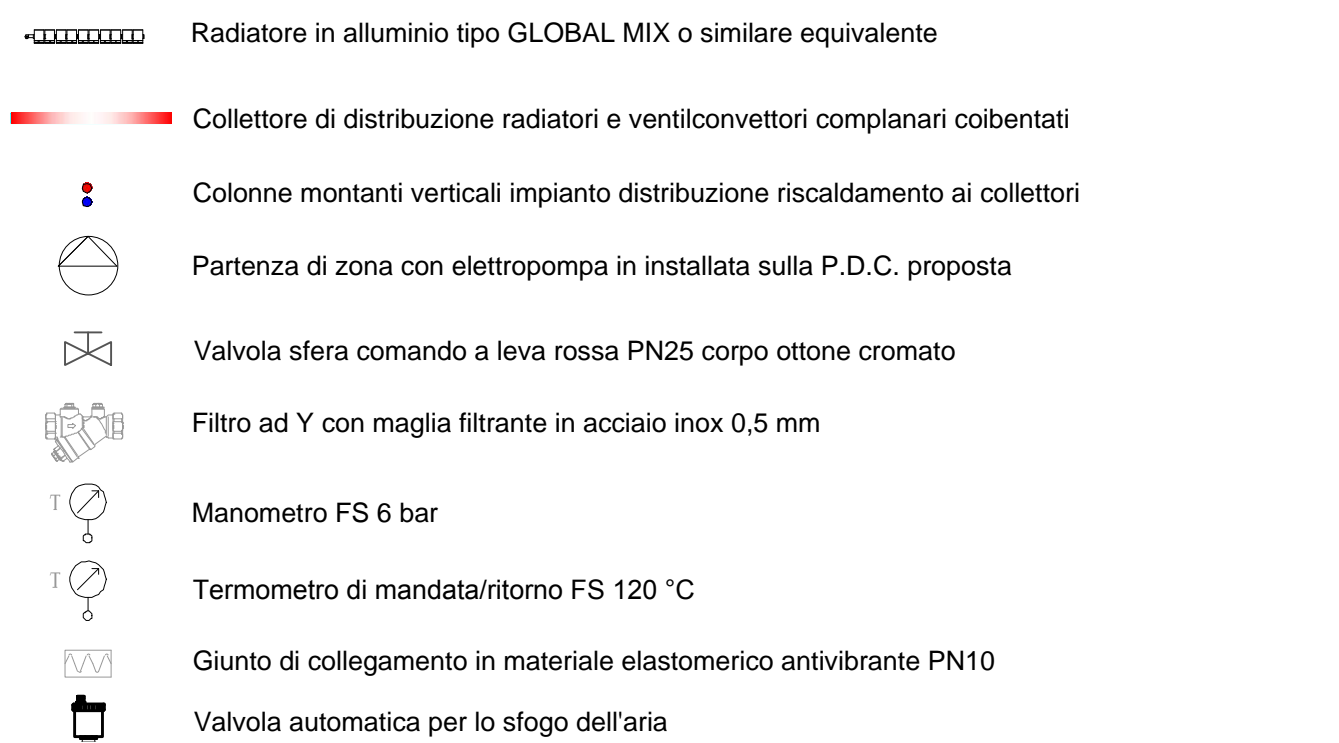 Radiatore in alluminio tipo GLOBAL MIX o similare equivalente
Collettore di distribuzione radiatori e ventilconvettori complanari coibentati
Colonne montanti verticali impianto distribuzione riscaldamento ai collettori
Partenza di zona con elettropompa in installata sulla P.D.C. proposta
Valvola sfera comando a leva rossa PN25 corpo ottone cromato
Filtro ad Y con maglia filtrante in acciaio inox 0,5 mm
T Manometro FS 6 bar
T Termometro di mandata/ritorno FS 120 °C
Giunto di collegamento in materiale elastomerico antivibrante PN10
Valvola automatica per lo sfogo dell'aria